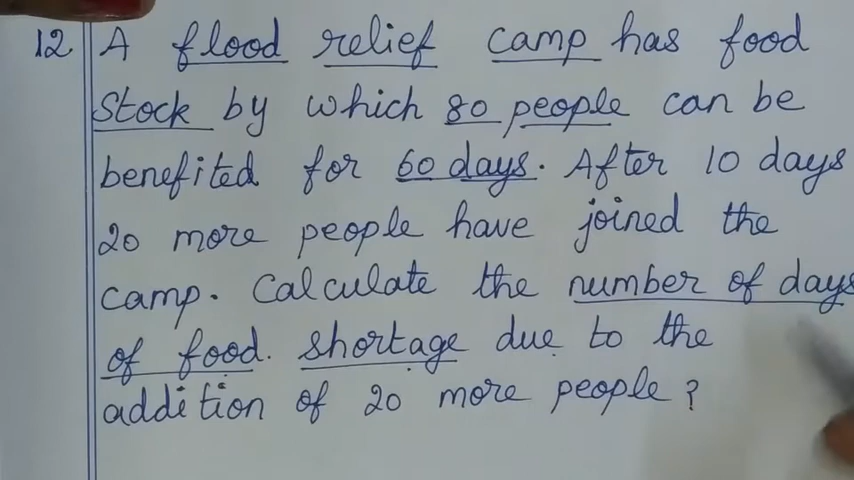 12 A flood relief camp has food
stock by which 80 people can be
benefited for 60 days. After 10 days
20 more people have joined the
camp. Calculate the number of days
of food. shortage due to the
addition of 20 more people?